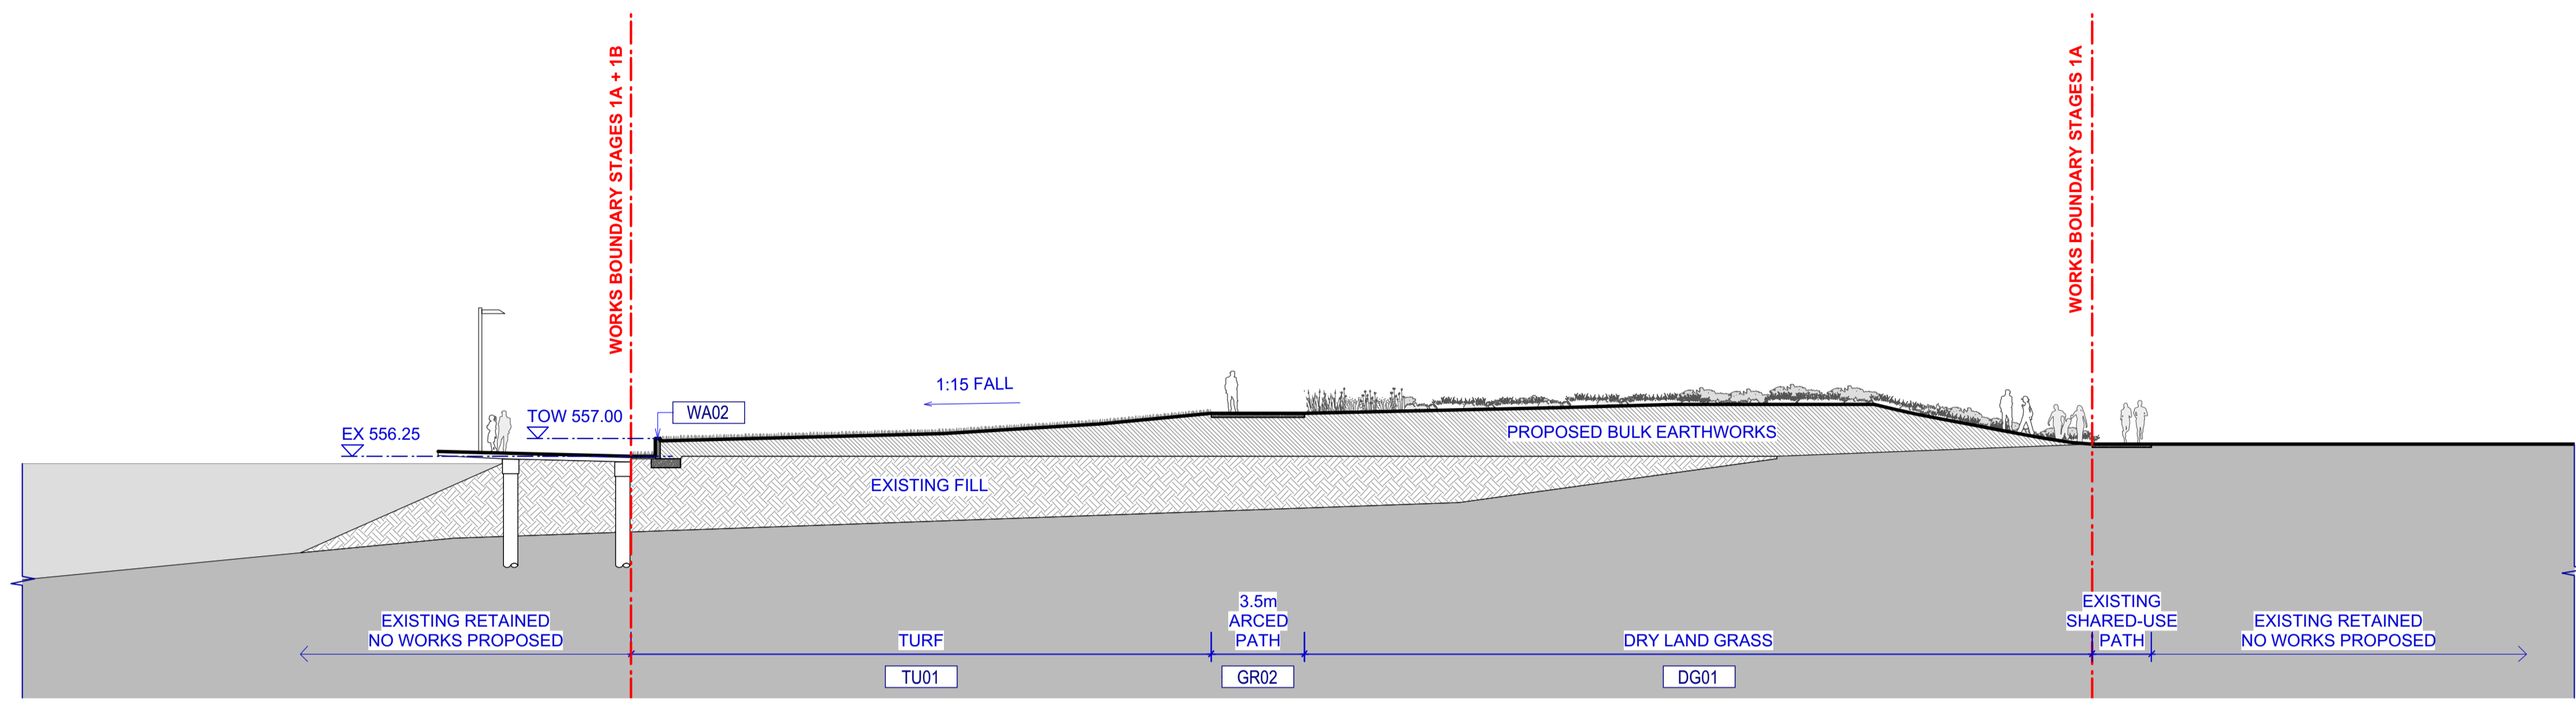 WORKS BOUNDARY STAGES 1A + 1B
WORKS BOUNDARY STAGES 1A
1:15 FALL
TOW 557.00
WA02
EX 556.25
PROPOSED BULK EARTHWORKS
EXISTING FILL
EXISTING RETAINED
NO WORKS PROPOSED
TURF
TU01
3.5m
ARCED
PATH
GR02
DRY LAND GRASS
DG01
EXISTING
SHARED-USE
PATH
EXISTING RETAINED
NO WORKS PROPOSED